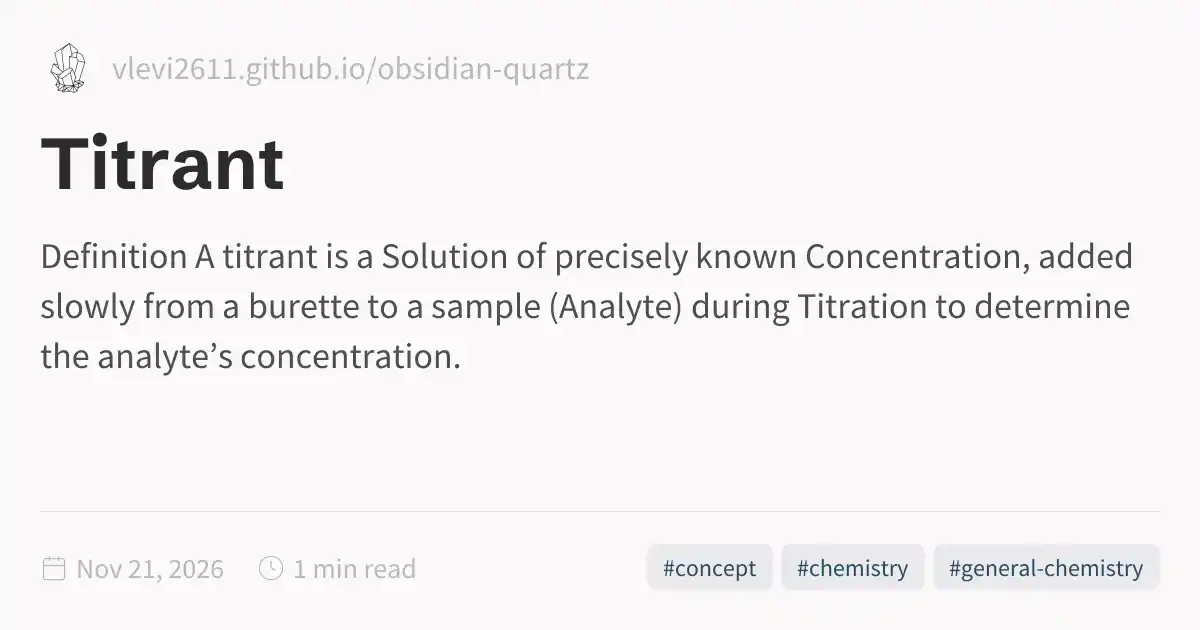 vlevi2611.github.io/obsidian-quartz
Titrant
Definition A titrant is a Solution of precisely known Concentration, added
slowly from a burette to a sample (Analyte) during Titration to determine
the analyte’s concentration.
Nov 21, 2026 1 min read #concept #chemistry #general-chemistry